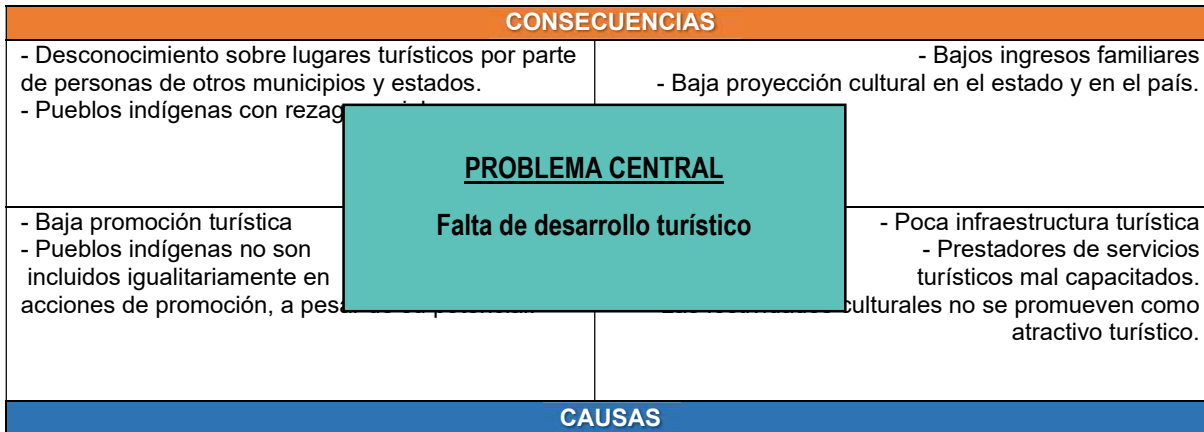 CONSECUENCIAS
- Desconocimiento sobre lugares turísticos por parte
de personas de otros municipios y estados.
- Pueblos indígenas con
- Bajos ingresos familiares
- Baja proyección cultural en el estado y en el país.
PROBLEMA CENTRAL
Falta de desarrollo turístico
- Baja promoción turística
- Pueblos indígenas no son
incluidos igualitariamente en
acciones de promoción, a
- Poca infraestructura turística
- Prestadores de servicios
turísticos mal capacitados.
culturales no se promueven como
atractivo turístico.
CAUSAS